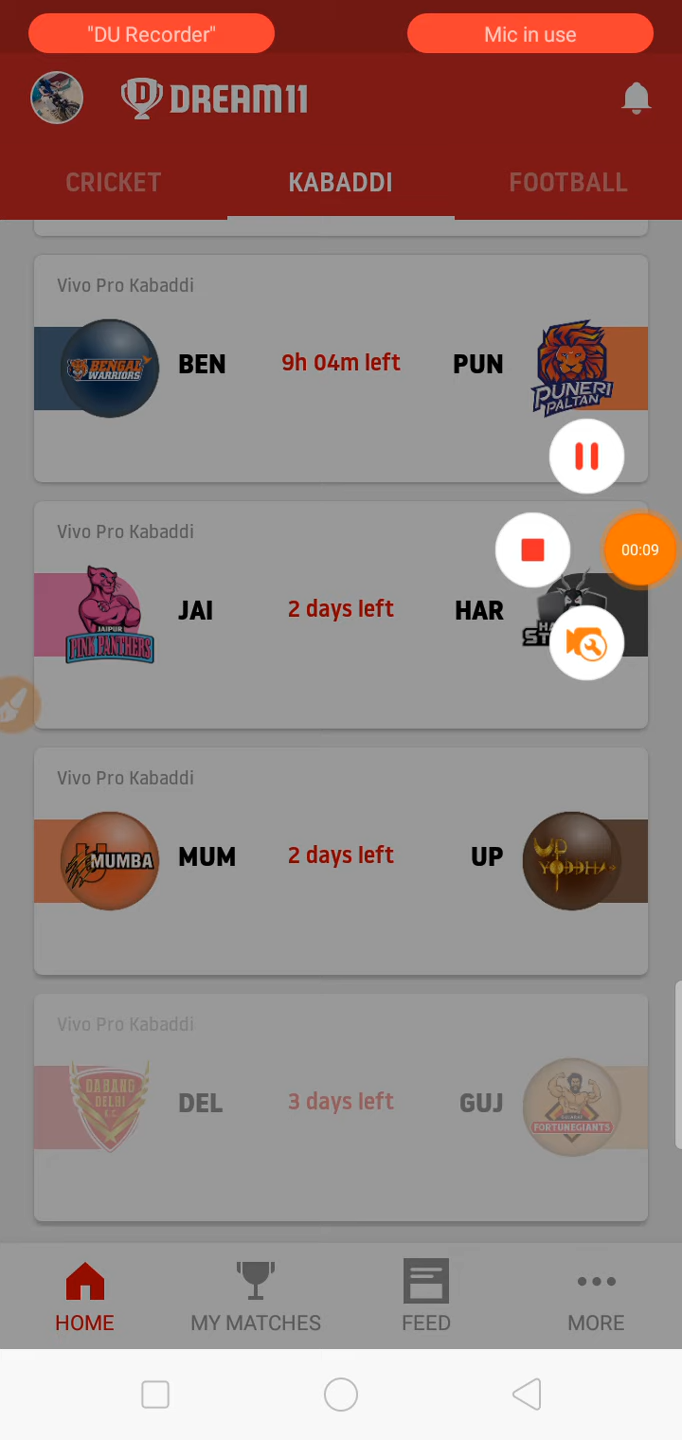 "DU Recorder" Mic in use
D DREAM11
CRICKET KABADDI FOOTBALL
Vivo Pro Kabaddi
BENGAL WARRIORS BEN 9h 04m left PUN PUNERI PALTAN
00:09
Vivo Pro Kabaddi
JAIPUR PINK PANTHERS JAI 2 days left HAR
Vivo Pro Kabaddi
U MUMBA MUM 2 days left UP UP YODDHA
Vivo Pro Kabaddi
DABANG DELHI K.C. DEL 3 days left GUJ FORTUNEGIANTS
HOME MY MATCHES FEED MORE